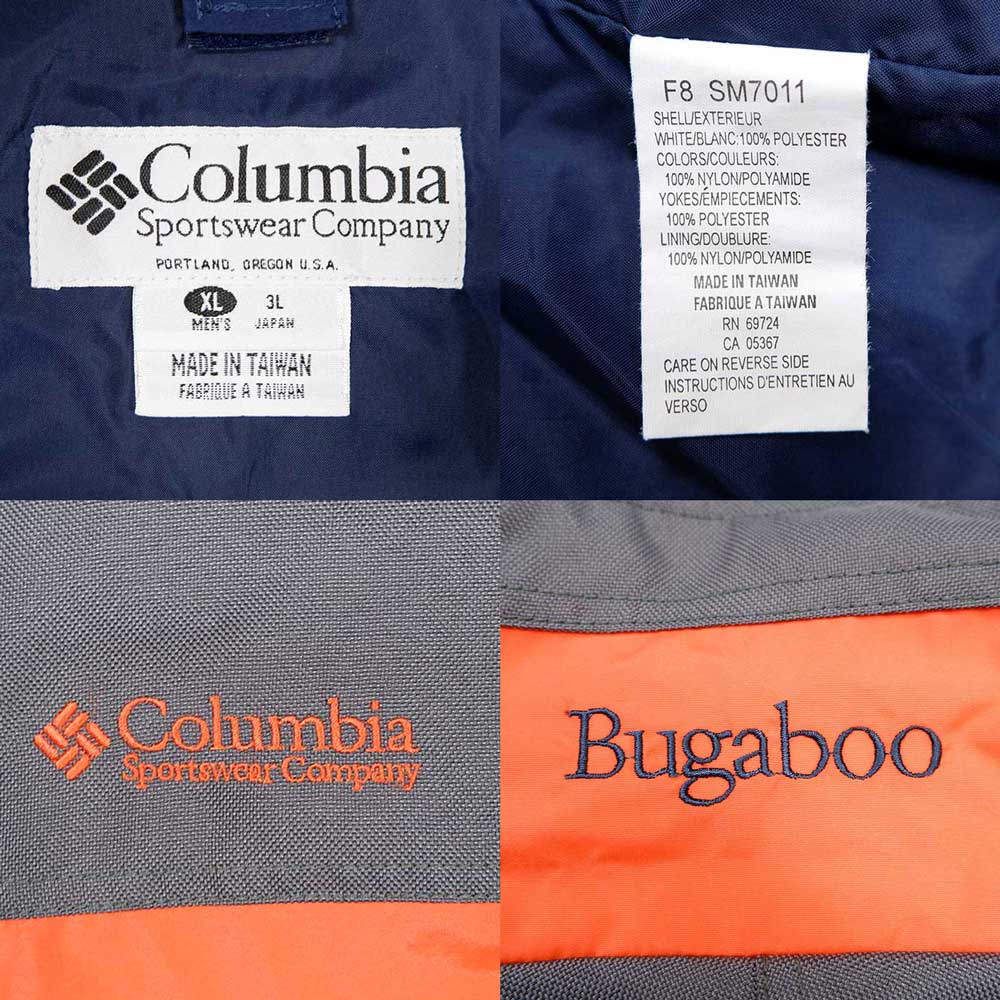 Columbia
Sportswear Company
PORTLAND, OREGON U.S.A.
XL 3L
MEN'S JAPAN
MADE IN TAIWAN
FABRIQUE A TAIWAN
F8 SM7011
SHELL/EXTERIEUR
WHITE/BLANC:100% POLYESTER
COLORS/COULEURS:
100% NYLON/POLYAMIDE
YOKES/ÉMPIECEMENTS:
100% POLYESTER
LINING/DOUBLURE:
100% NYLON/POLYAMIDE
MADE IN TAIWAN
FABRIQUE A TAIWAN
RN 69724
CA 05367
CARE ON REVERSE SIDE
INSTRUCTIONS D'ENTRETIEN AU
VERSO
Columbia
Sportswear Company
Bugaboo